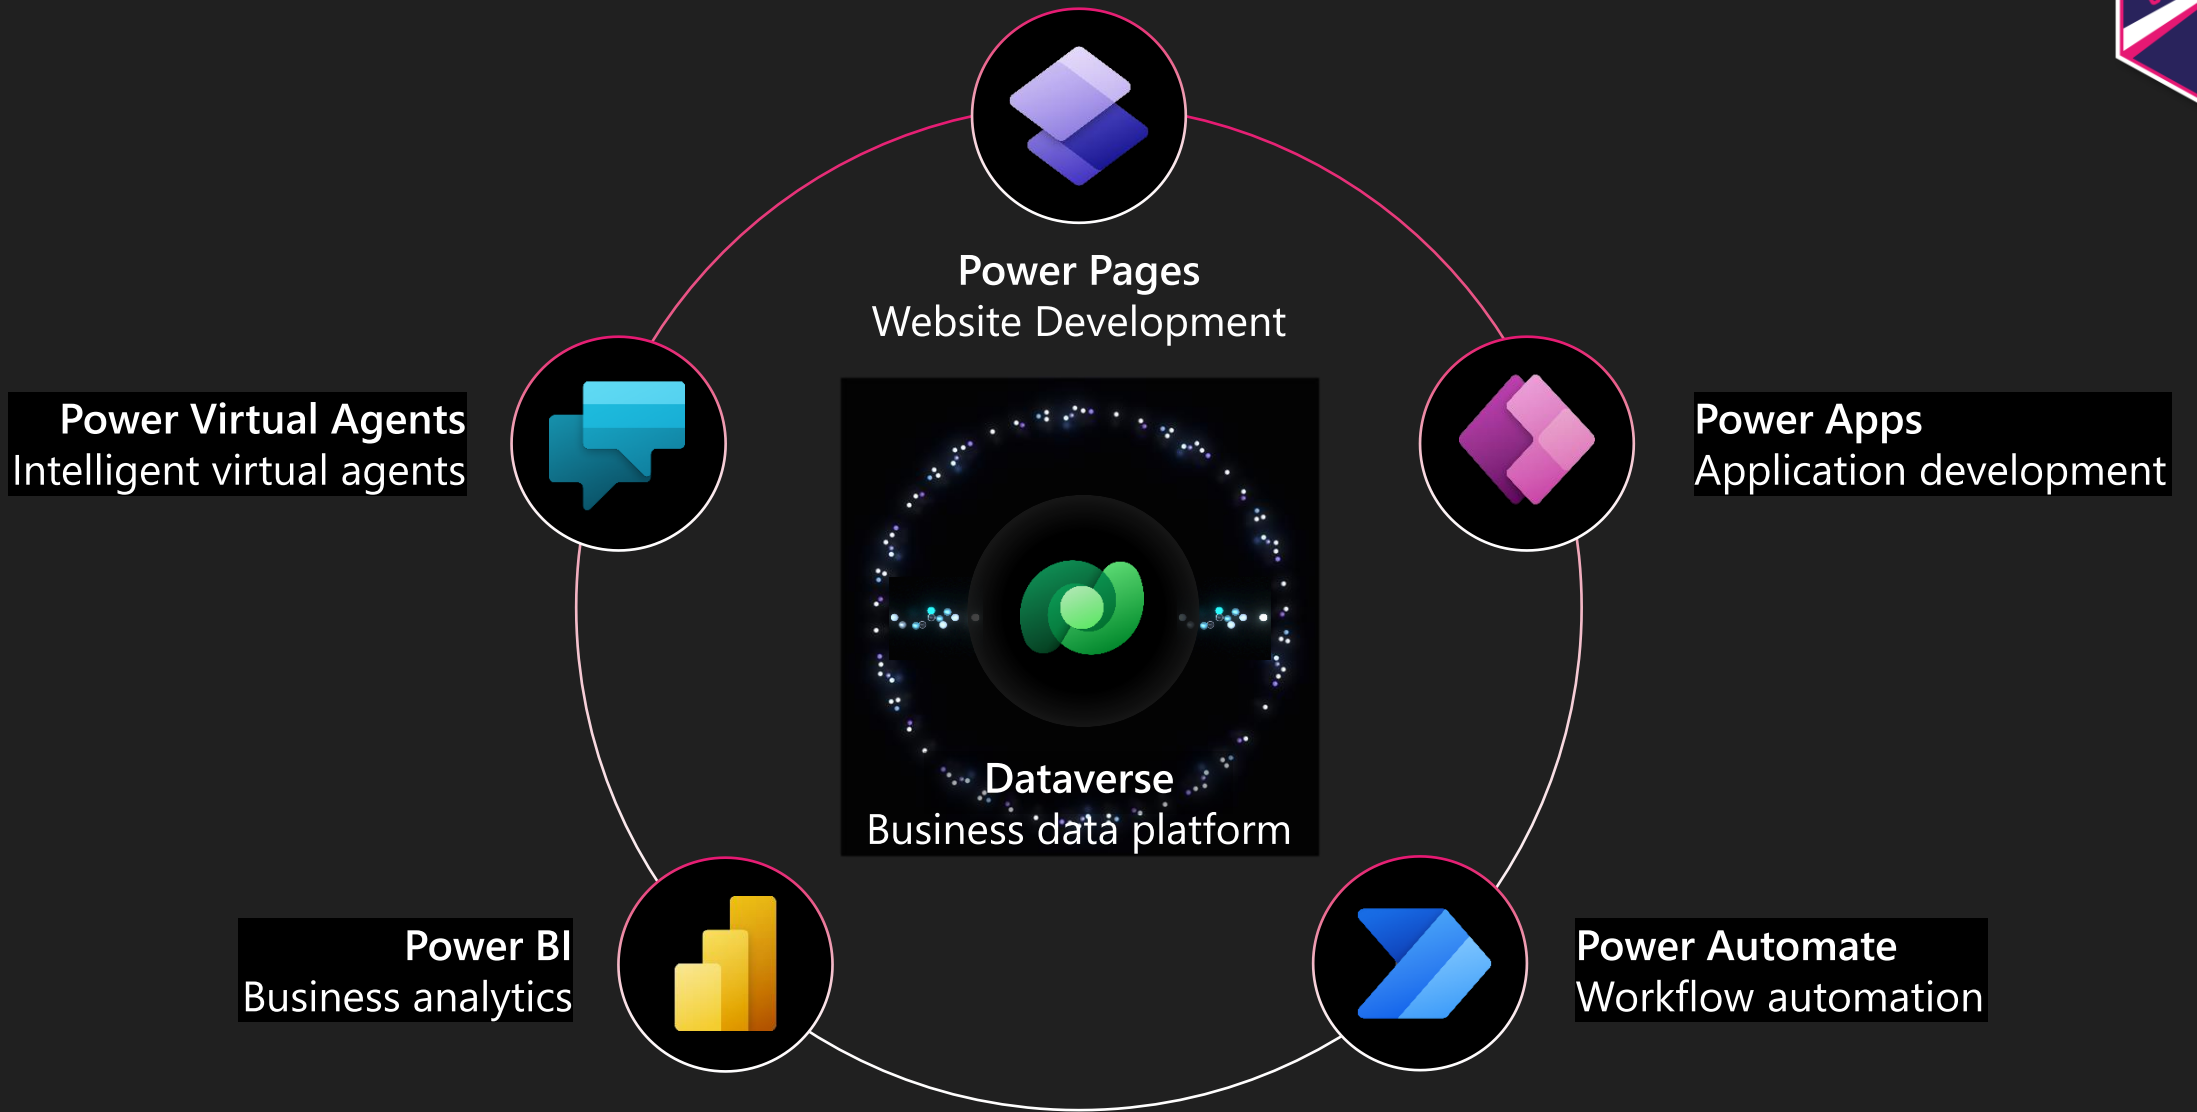 Power Pages
Website Development
Power Virtual Agents
Intelligent virtual agents
Power Apps
Application development
Dataverse
Business data platform
Power BI
Business analytics
Power Automate
Workflow automation